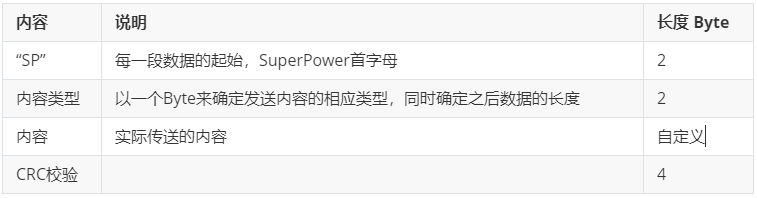 内容 说明 长度 Byte
“SP” 每一段数据的起始，SuperPower首字母 2
内容类型 以一个Byte来确定发送内容的相应类型，同时确定之后数据的长度 2
内容 实际传送的内容 自定义
CRC校验 4